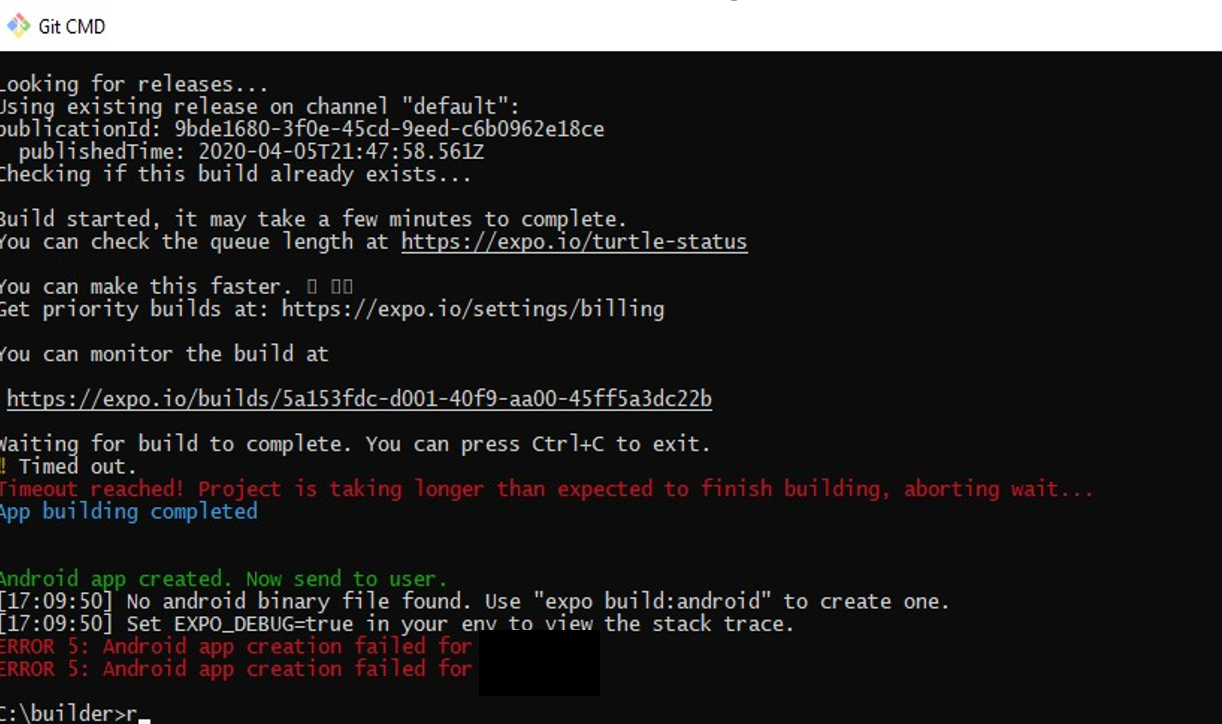 Git CMD
Looking for releases...
Using existing release on channel "default":
publicationId: 9bde1680-3f0e-45cd-9eed-c6b0962e18ce
publishedTime: 2020-04-05T21:47:58.561Z
Checking if this build already exists...
Build started, it may take a few minutes to complete.
You can check the queue length at https://expo.io/turtle-status
You can make this faster.
Get priority builds at: https://expo.io/settings/billing
You can monitor the build at
https://expo.io/builds/5a153fdc-d001-40f9-aa00-45ff5a3dc22b
Waiting for build to complete. You can press Ctrl+C to exit.
‼ Timed out.
Timeout reached! Project is taking longer than expected to finish building, aborting wait...
App building completed
Android app created. Now send to user.
[17:09:50] No android binary file found. Use "expo build:android" to create one.
[17:09:50] Set EXPO_DEBUG=true in your env to view the stack trace.
ERROR 5: Android app creation failed for
ERROR 5: Android app creation failed for
C:\builder>r